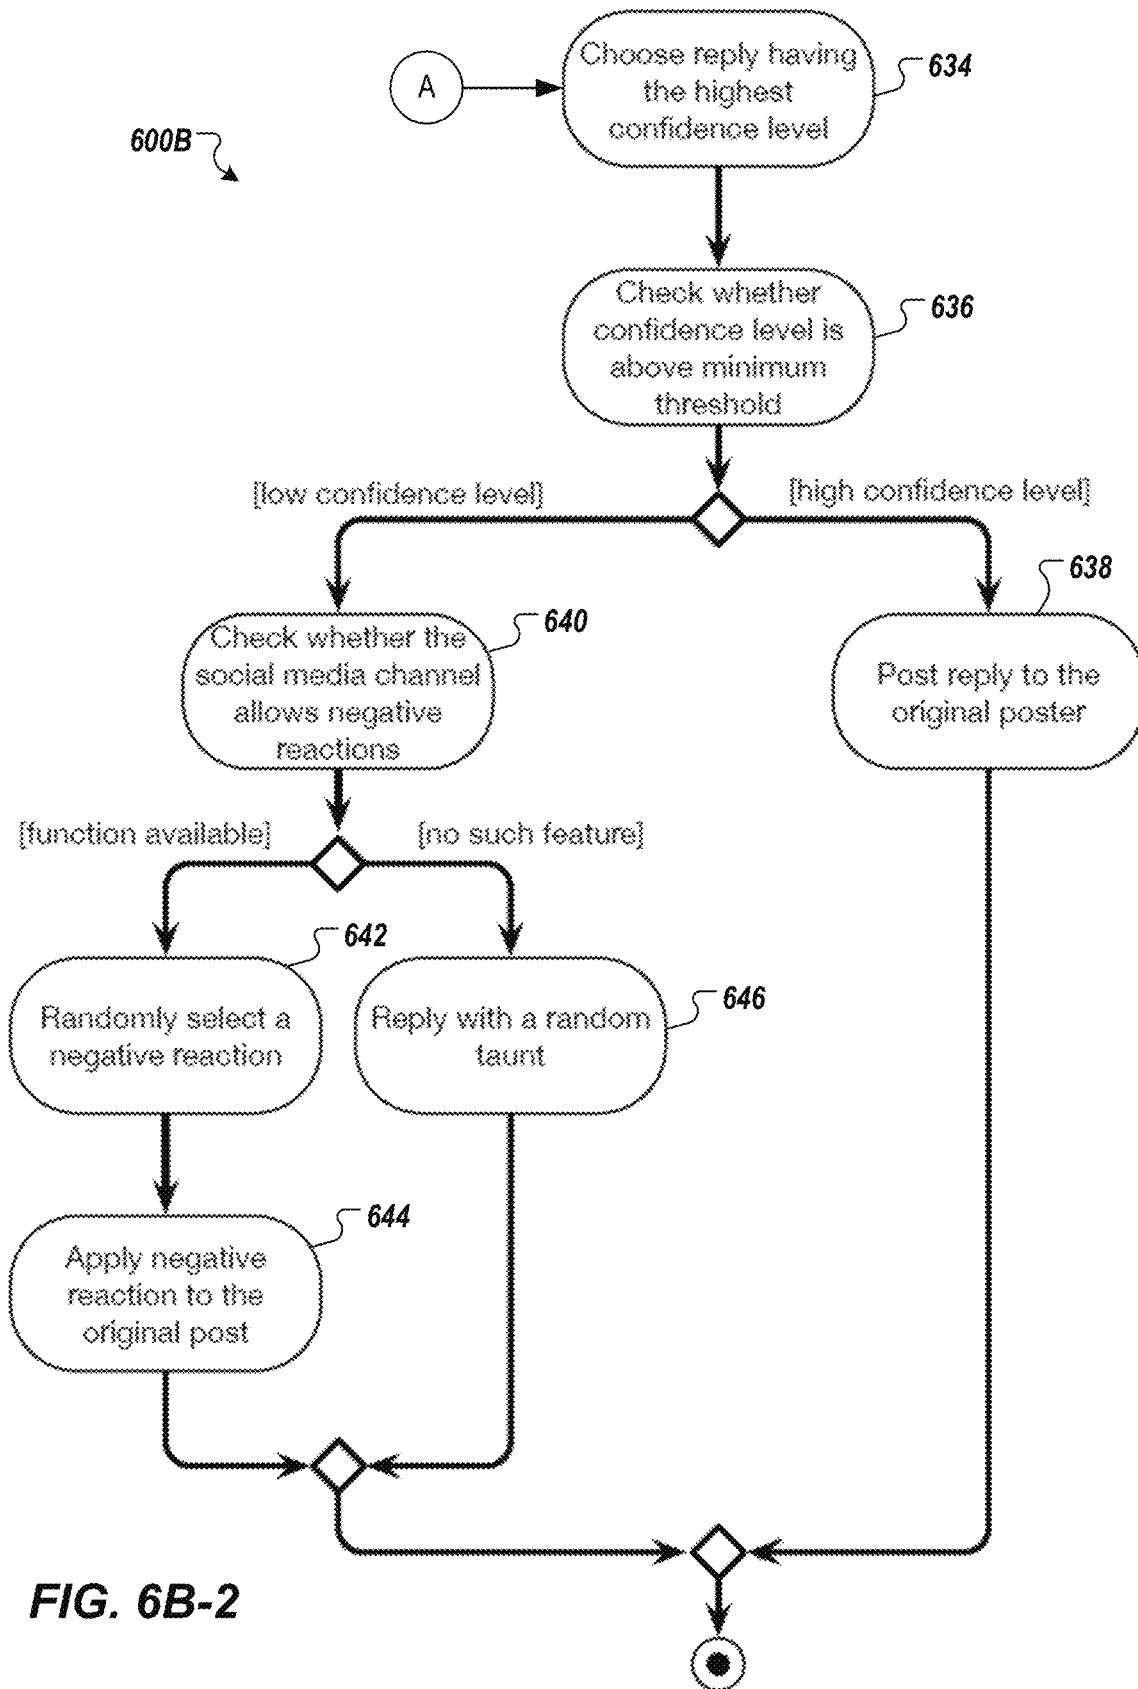 A
Choose reply having
the highest
confidence level
634
600B
Check whether
confidence level is
above minimum
threshold
636
[low confidence level]
[high confidence level]
Check whether the
social media channel
allows negative
reactions
640
Post reply to the
original poster
638
[function available]
[no such feature]
Randomly select a
negative reaction
642
Reply with a random
taunt
646
Apply negative
reaction to the
original post
644
FIG. 6B-2